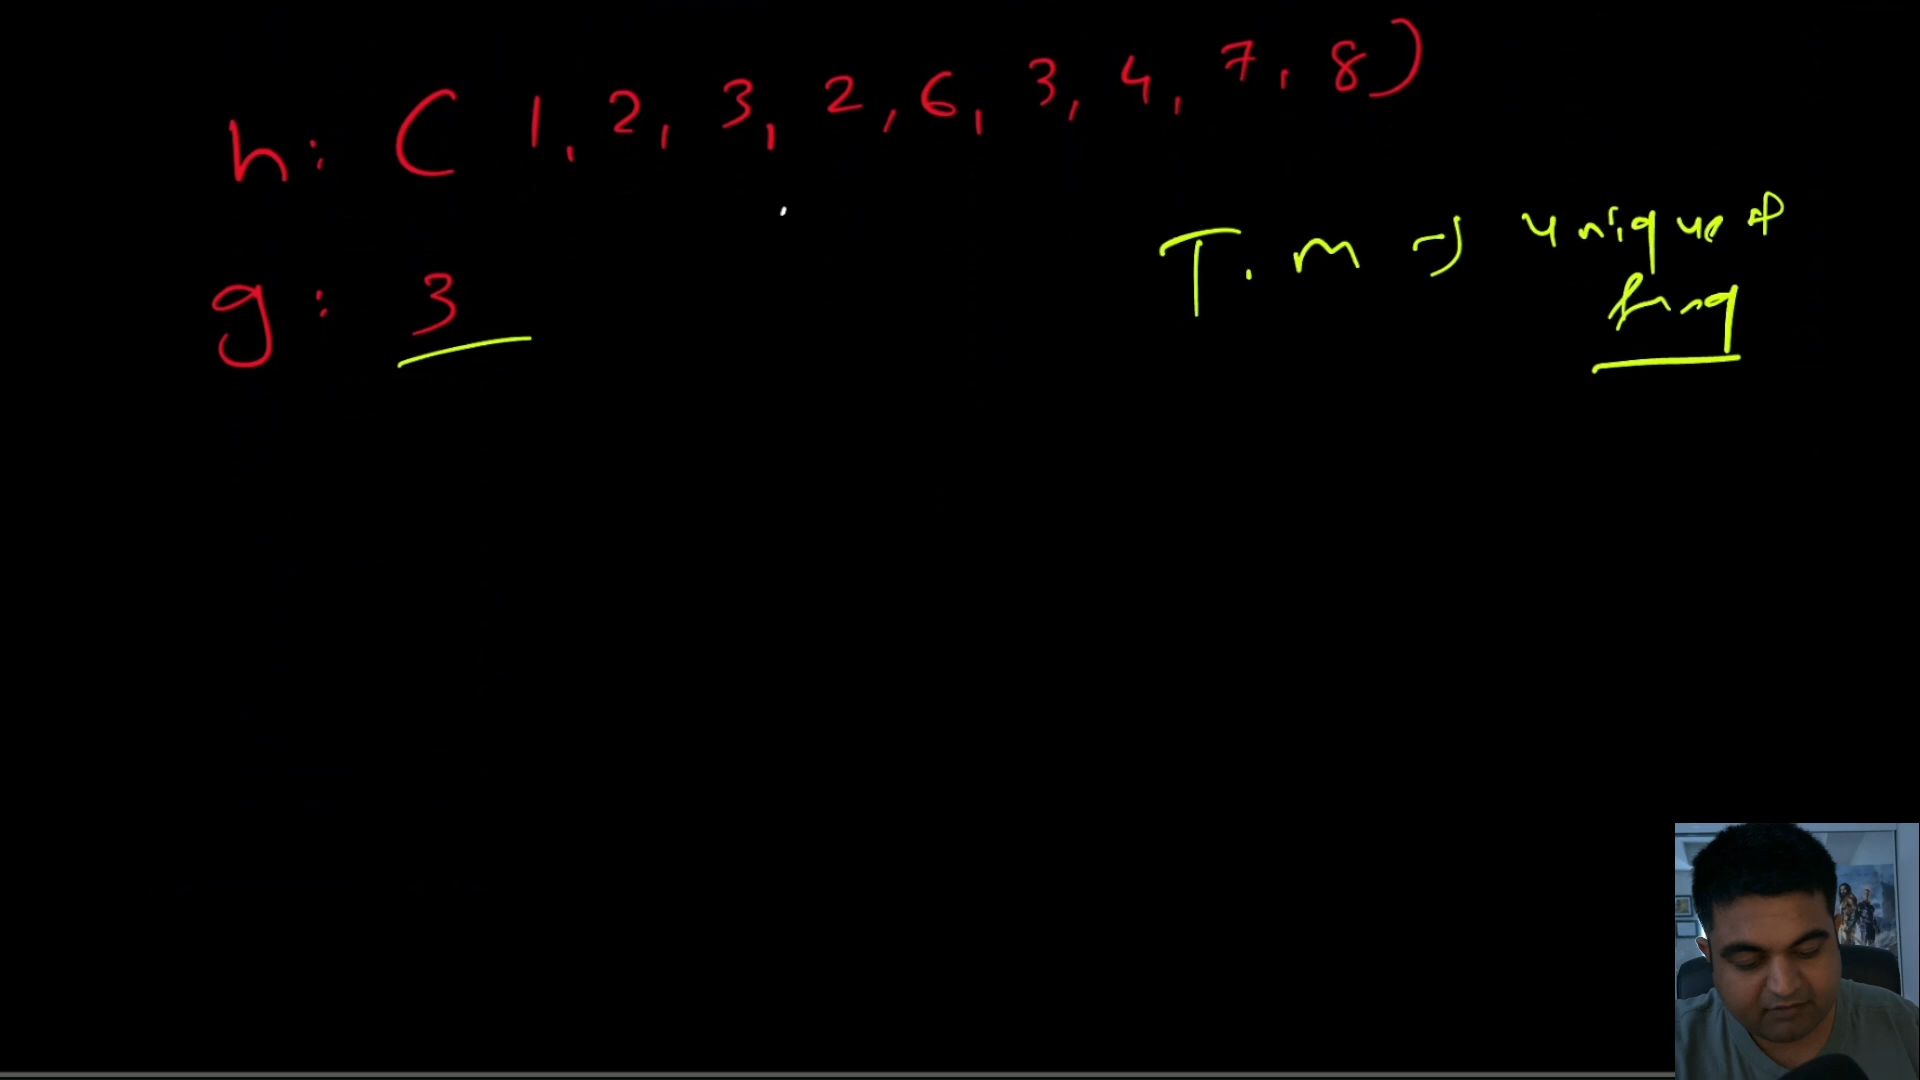 h: ( 1, 2, 3, 2, 6, 3, 4, 7, 8)
T.m → unique &
g: 3
freq